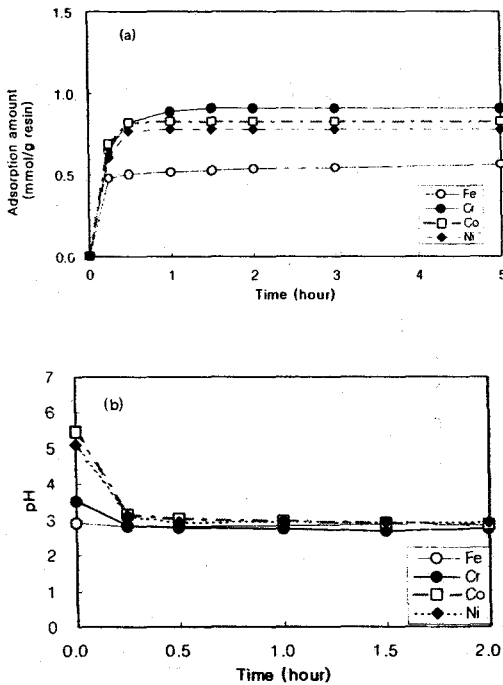 (a)
Adsorption amount
(mmol/g resin)
1.5
1.0
0.5
0.0
0
1
2
3
4
5
Time (hour)
Fe
Cr
Co
Ni
(b)
pH
7
6
5
4
3
2
1
0
0.0
0.5
1.0
1.5
2.0
Time (hour)
Fe
Cr
Co
Ni